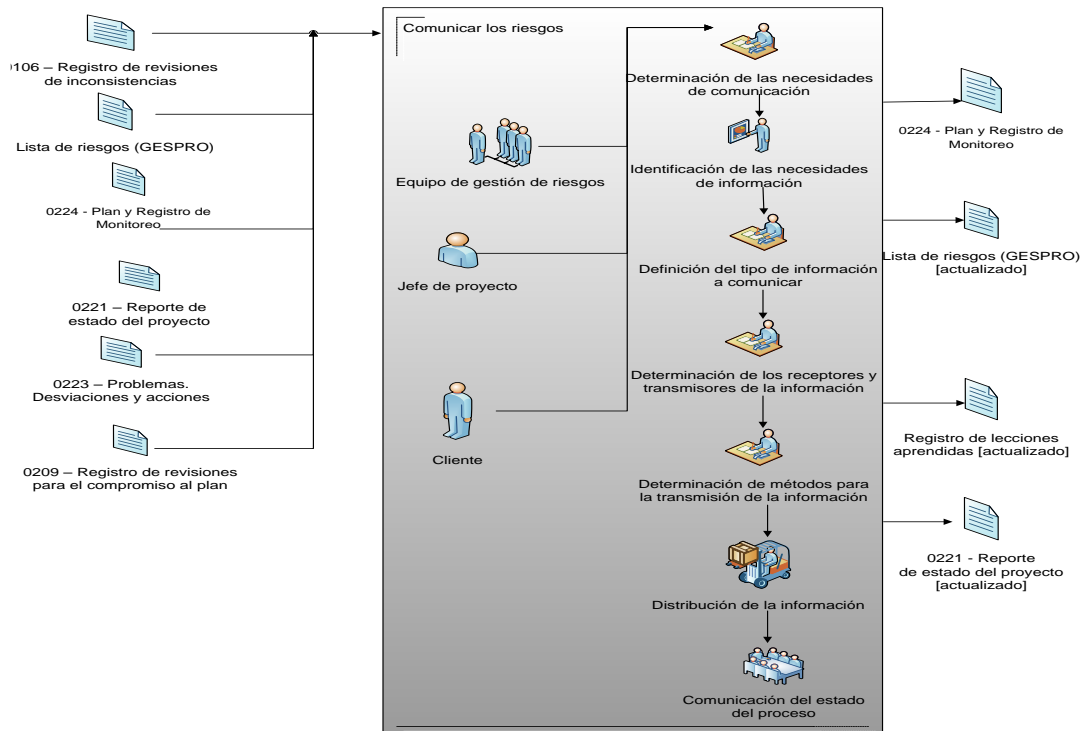 Comunicar los riesgos
0106 – Registro de revisiones
de inconsistencias
Lista de riesgos (GESPRO)
0224 - Plan y Registro de
Monitoreo
0221 – Reporte de
estado del proyecto
0223 – Problemas.
Desviaciones y acciones
0209 – Registro de revisiones
para el compromiso al plan
Equipo de gestión de riesgos
Jefe de proyecto
Cliente
Determinación de las necesidades
de comunicación
Identificación de las necesidades
de información
Definición del tipo de información
a comunicar
Determinación de los receptores y
transmisores de la información
Determinación de métodos para
la transmisión de la información
Distribución de la información
Comunicación del estado
del proceso
0224 - Plan y Registro de
Monitoreo
Lista de riesgos (GESPRO)
[actualizado]
Registro de lecciones
aprendidas [actualizado]
0221 - Reporte
de estado del proyecto
[actualizado]